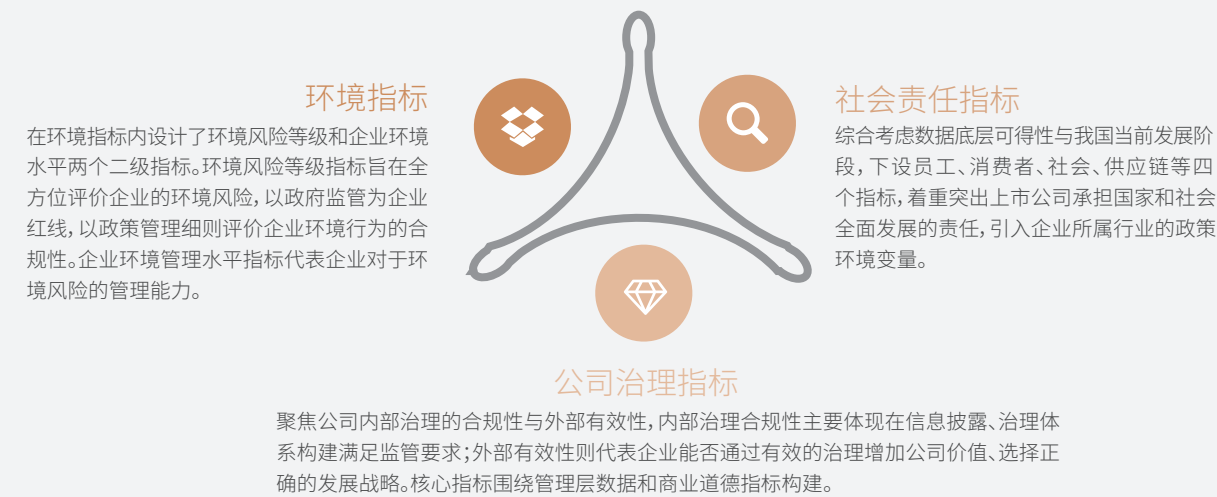 环境指标
在环境指标内设计了环境风险等级和企业环境
水平两个二级指标。环境风险等级指标旨在全
方位评价企业的环境风险，以政府监管为企业
红线，以政策管理细则评价企业环境行为的合
规性。企业环境管理水平指标代表企业对于环
境风险的管理能力。
社会责任指标
综合考虑数据底层可得性与我国当前发展阶
段，下设员工、消费者、社会、供应链等四
个指标，着重突出上市公司承担国家和社会
全面发展的责任，引入企业所属行业的政策
环境变量。
公司治理指标
聚焦公司内部治理的合规性与外部有效性，内部治理合规性主要体现在信息披露、治理体
系构建满足监管要求；外部有效性则代表企业能否通过有效的治理增加公司价值、选择正
确的发展战略。核心指标围绕管理层数据和商业道德指标构建。